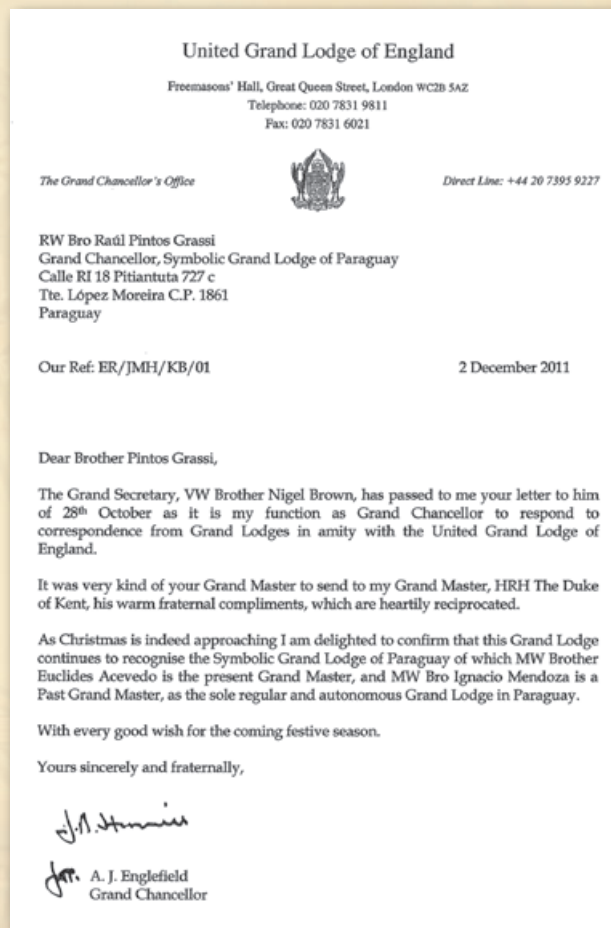 United Grand Lodge of England
Freemasons' Hall, Great Queen Street, London WC2B 5AZ
Telephone: 020 7831 9811
Fax: 020 7831 6021
The Grand Chancellor's Office
Direct Line: +44 20 7395 9227
RW Bro Raúl Pintos Grassi
Grand Chancellor, Symbolic Grand Lodge of Paraguay
Calle RI 18 Pitiantuta 727 c
Tte. López Moreira C.P. 1861
Paraguay
Our Ref: ER/JMH/KB/01
2 December 2011
Dear Brother Pintos Grassi,
The Grand Secretary, VW Brother Nigel Brown, has passed to me your letter to him
of 28th October as it is my function as Grand Chancellor to respond to
correspondence from Grand Lodges in amity with the United Grand Lodge of
England.
It was very kind of your Grand Master to send to my Grand Master, HRH The Duke
of Kent, his warm fraternal compliments, which are heartily reciprocated.
As Christmas is indeed approaching I am delighted to confirm that this Grand Lodge
continues to recognise the Symbolic Grand Lodge of Paraguay of which MW Brother
Euclides Acevedo is the present Grand Master, and MW Bro Ignacio Mendoza is a
Past Grand Master, as the sole regular and autonomous Grand Lodge in Paraguay.
With every good wish for the coming festive season.
Yours sincerely and fraternally,
A. J. Englefield
Grand Chancellor